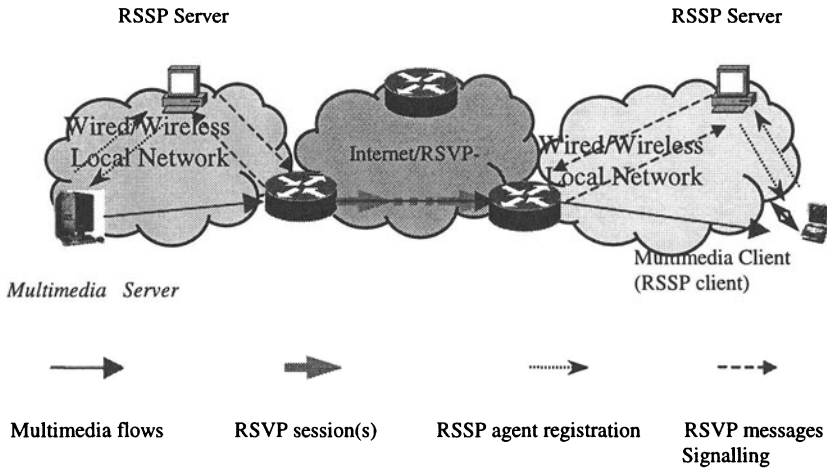 RSSP Server
RSSP Server
Wired/Wireless
Local Network
Internet/RSVP-
Wired/Wireless
Local Network
Multimedia Server
Multimedia Client
(RSSP client)
Multimedia flows
RSVP session(s)
RSSP agent registration
RSVP messages
Signalling